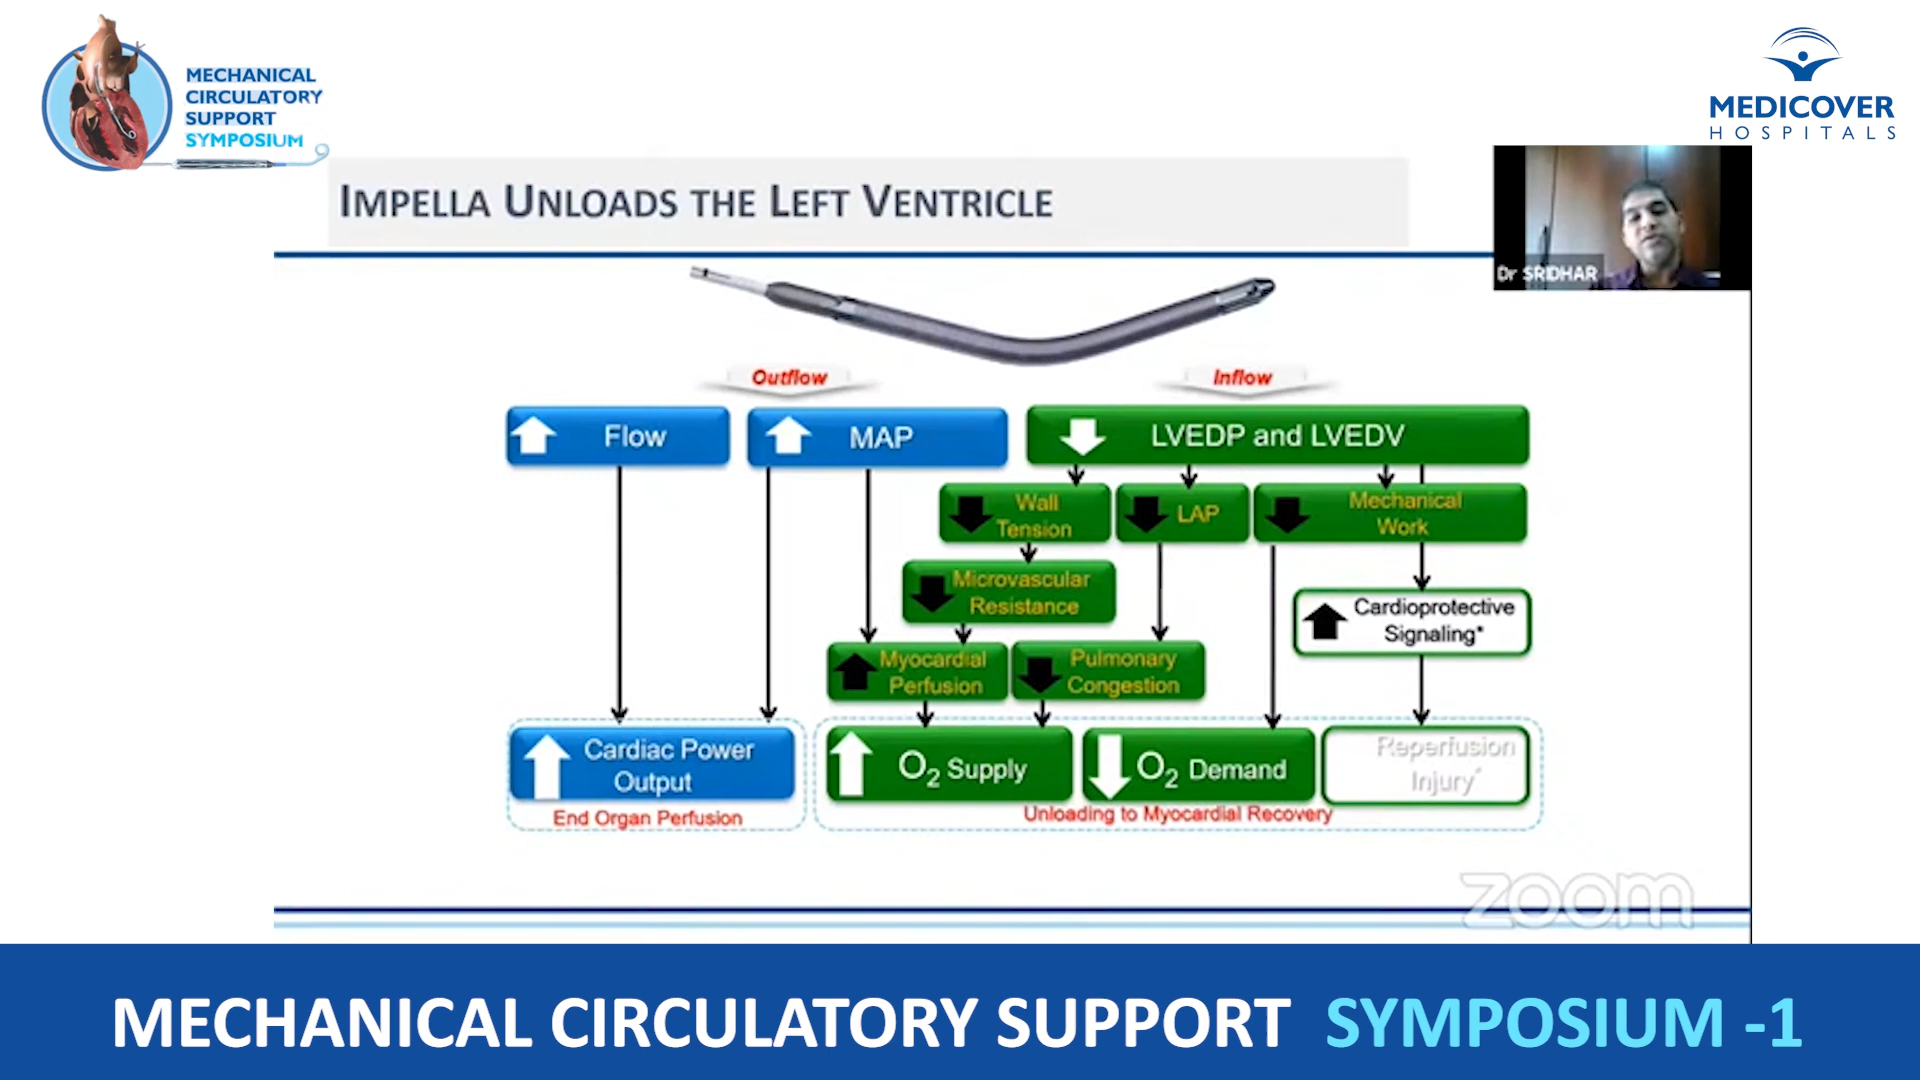 MECHANICAL
CIRCULATORY
SUPPORT
SYMPOSIUM
MEDICOVER
HOSPITALS
IMPELLA UNLOADS THE LEFT VENTRICLE
Dr SRIDHAR
Outflow
Inflow
Flow
MAP
LVEDP and LVEDV
Wall
Tension
LAP
Mechanical
Work
Microvascular
Resistance
Cardioprotective
Signaling*
Myocardial
Perfusion
Pulmonary
Congestion
Cardiac Power
Output
O₂ Supply
O₂ Demand
Reperfusion
Injury*
End Organ Perfusion
Unloading to Myocardial Recovery
zoom
MECHANICAL CIRCULATORY SUPPORT SYMPOSIUM -1